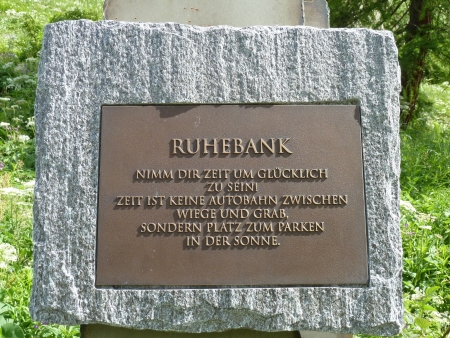 RUHEBANK
NIMM DIR ZEIT UM GLÜCKLICH
ZU SEIN!
ZEIT IST KEINE AUTOBAHN ZWISCHEN
WIEGE UND GRAB,
SONDERN PLATZ ZUM PARKEN
IN DER SONNE.